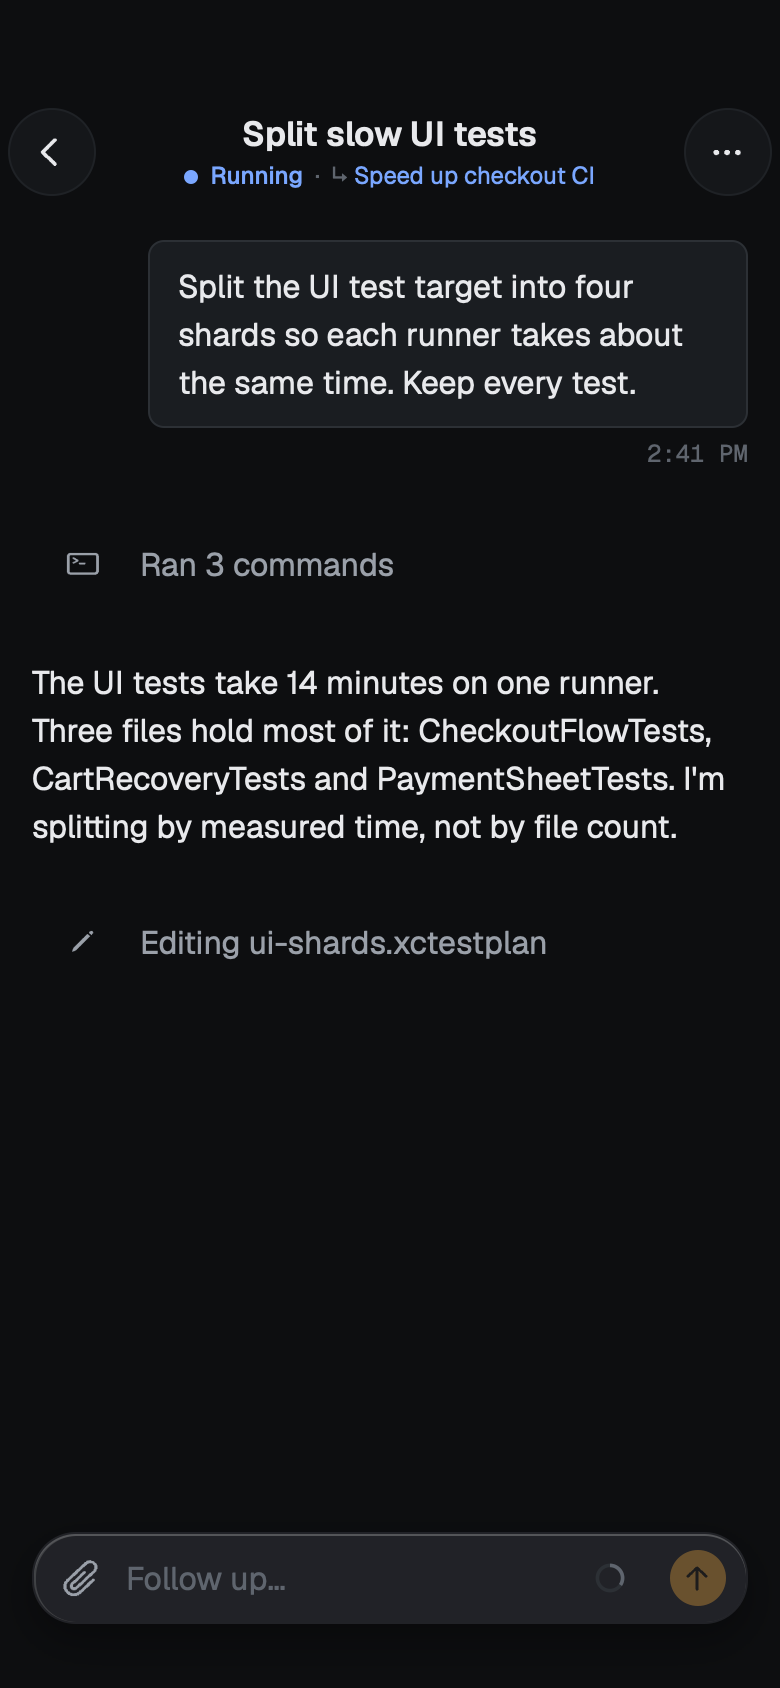 Split slow UI tests
Running · Speed up checkout CI
Split the UI test target into four
shards so each runner takes about
the same time. Keep every test.
2:41 PM
Ran 3 commands
The UI tests take 14 minutes on one runner.
Three files hold most of it: CheckoutFlowTests,
CartRecoveryTests and PaymentSheetTests. I'm
splitting by measured time, not by file count.
Editing ui-shards.xctestplan
Follow up...